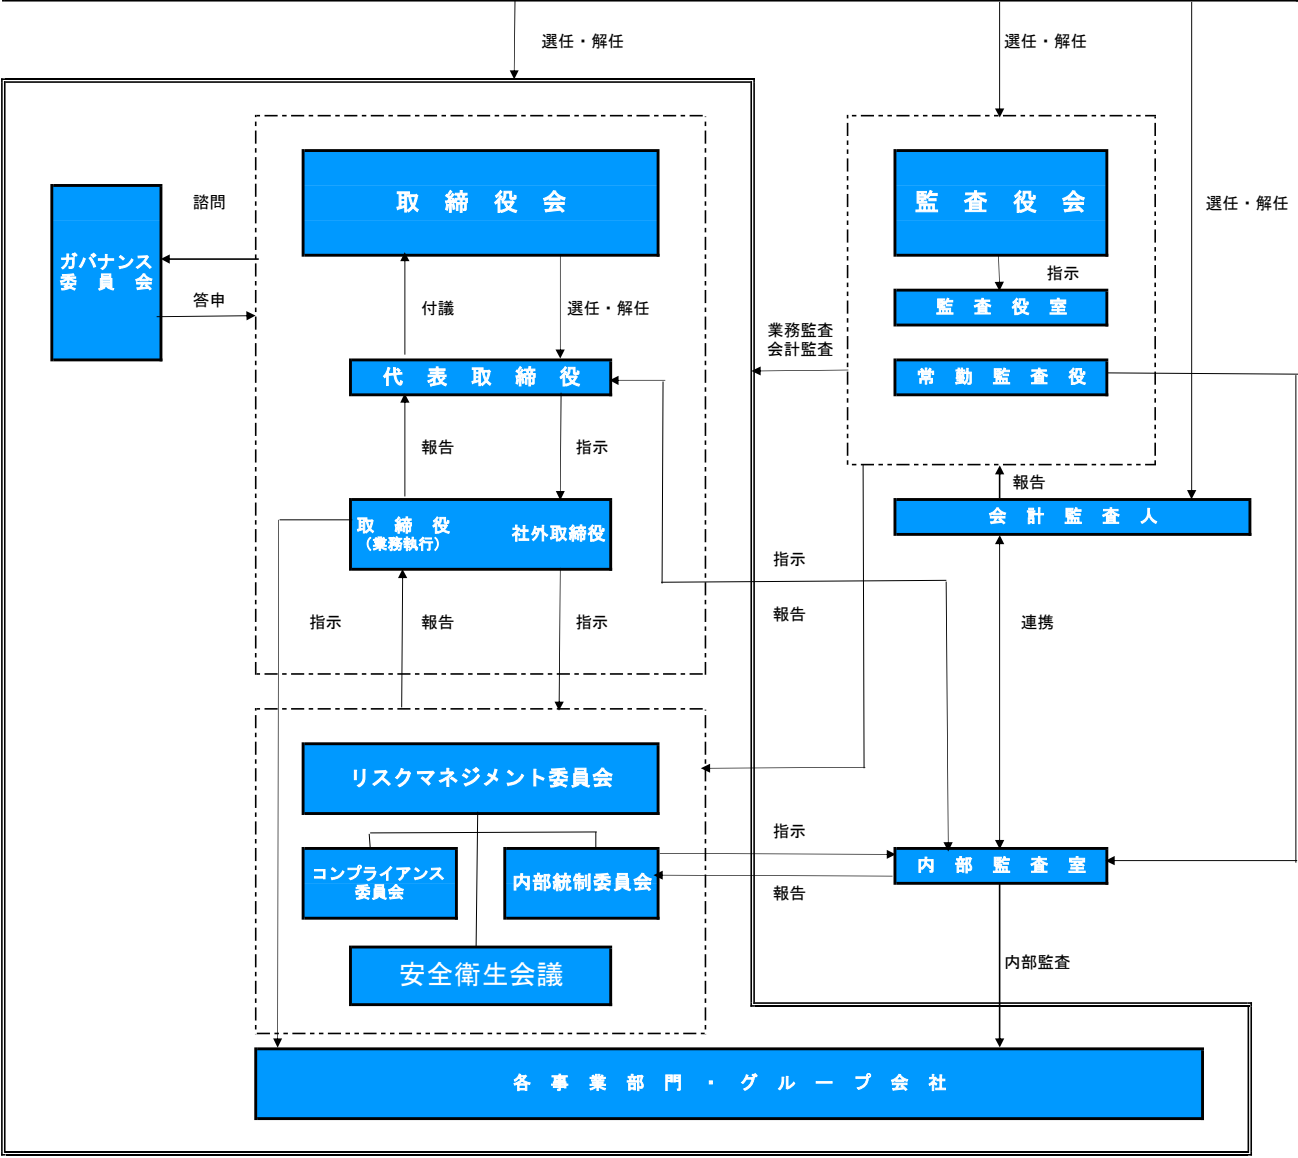 選任・解任
選任・解任
選任・解任
取締役会
監査役会
ガバナンス
委員会
諮問
答申
付議
選任・解任
指示
監査役室
業務監査
会計監査
代表取締役
常勤監査役
報告
指示
報告
会計監査人
取締役
(業務執行)
社外取締役
指示
報告
指示
報告
指示
連携
リスクマネジメント委員会
コンプライアンス
委員会
内部統制委員会
指示
報告
内部監査室
安全衛生会議
内部監査
各事業部門・グループ会社